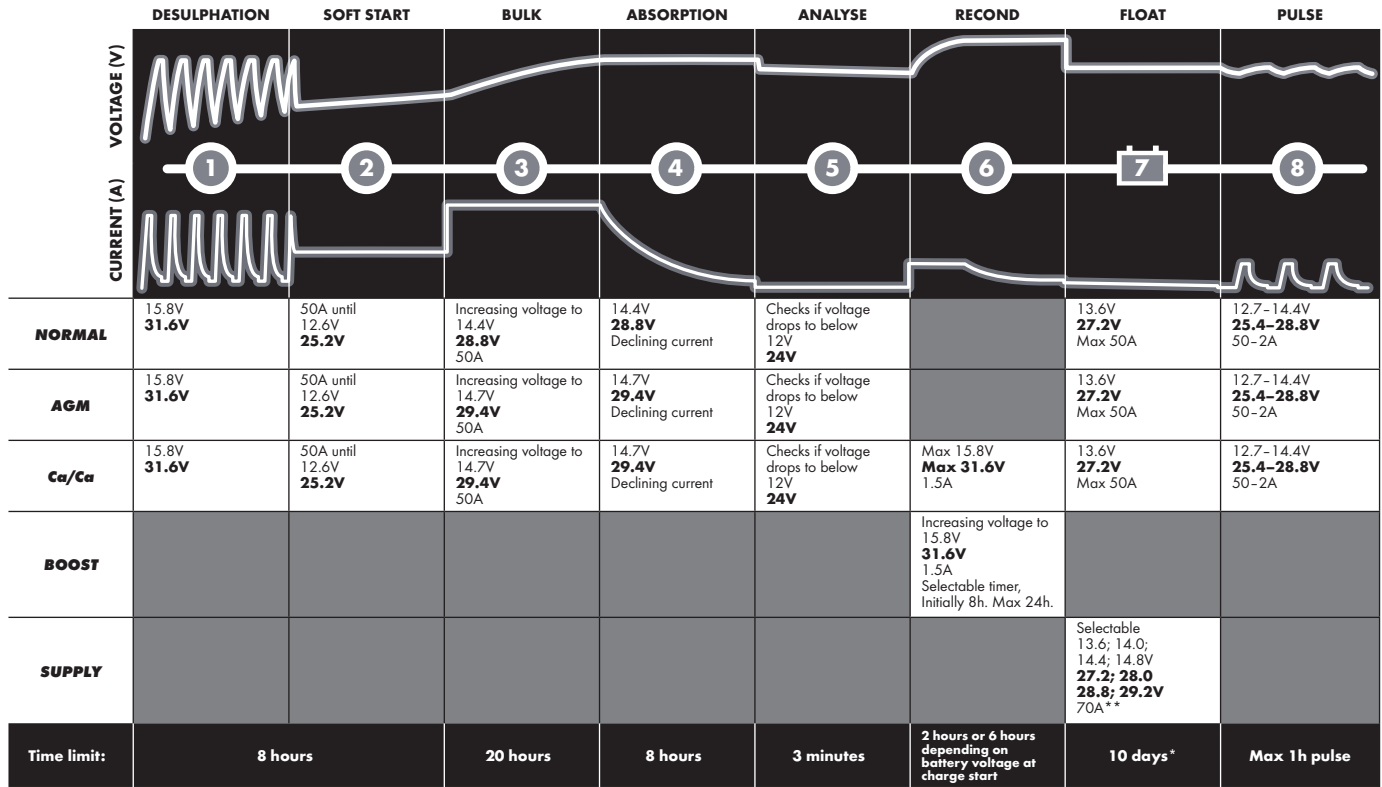 DESULPHATION SOFT START BULK ABSORPTION ANALYSE RECOND FLOAT PULSE
VOLTAGE (V)
1 2 3 4 5 6 7 8
CURRENT (A)
NORMAL
15.8V
31.6V
50A until
12.6V
25.2V
Increasing voltage to
14.4V
28.8V
50A
14.4V
28.8V
Declining current
Checks if voltage
drops to below
12V
24V
13.6V
27.2V
Max 50A
12.7–14.4V
25.4–28.8V
50–2A
AGM
15.8V
31.6V
50A until
12.6V
25.2V
Increasing voltage to
14.7V
29.4V
50A
14.7V
29.4V
Declining current
Checks if voltage
drops to below
12V
24V
13.6V
27.2V
Max 50A
12.7–14.4V
25.4–28.8V
50–2A
Ca/Ca
15.8V
31.6V
50A until
12.6V
25.2V
Increasing voltage to
14.7V
29.4V
50A
14.7V
29.4V
Declining current
Checks if voltage
drops to below
12V
24V
Max 15.8V
Max 31.6V
1.5A
13.6V
27.2V
Max 50A
12.7–14.4V
25.4–28.8V
50–2A
BOOST
Increasing voltage to
15.8V
31.6V
1.5A
Selectable timer,
Initially 8h. Max 24h.
SUPPLY
Selectable
13.6; 14.0;
14.4; 14.8V
27.2; 28.0
28.8; 29.2V
70A**
Time limit:
8 hours
20 hours
8 hours
3 minutes
2 hours or 6 hours
depending on
battery voltage at
charge start
10 days*
Max 1h pulse